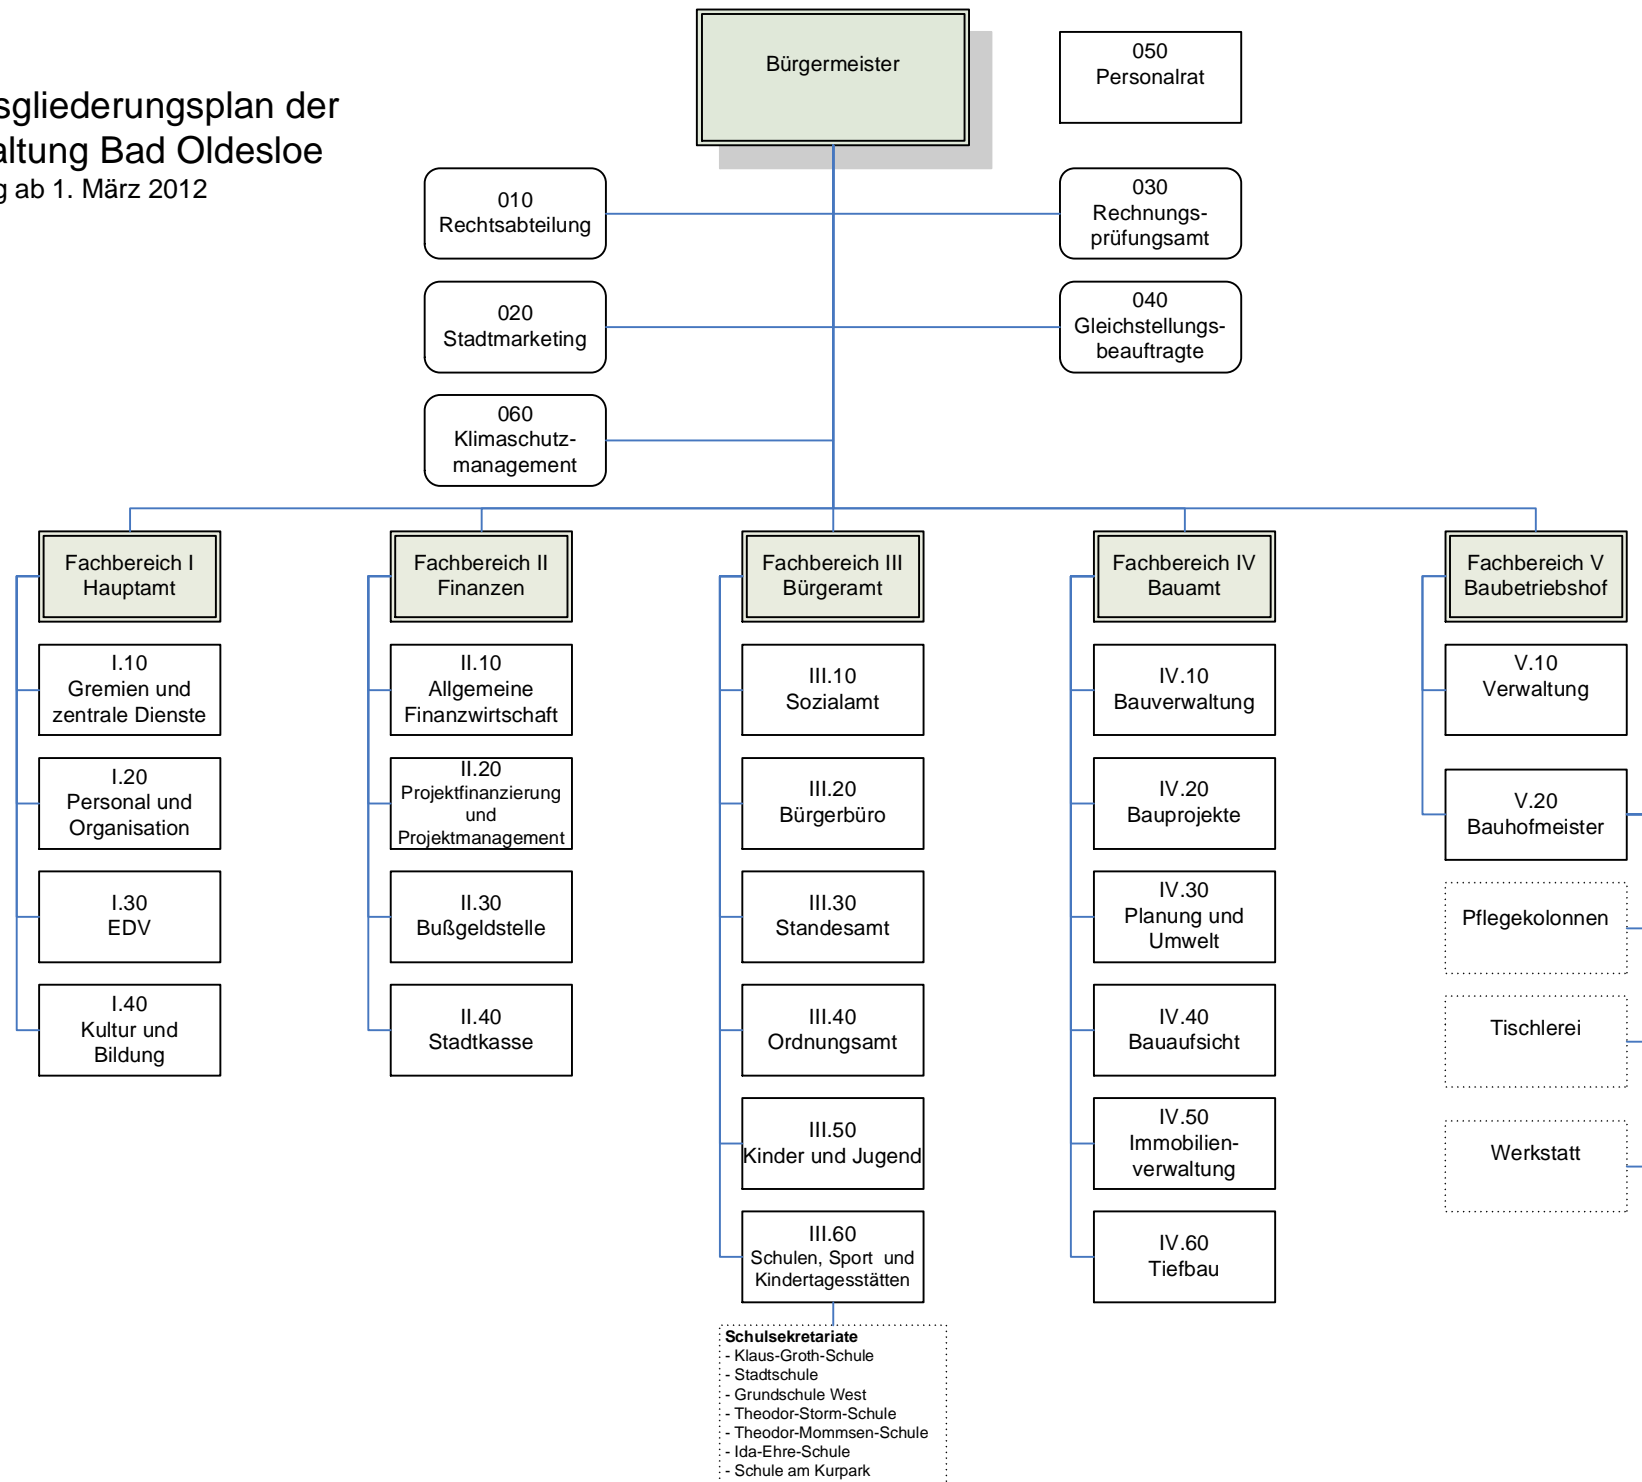 sgliederungsplan der
altung Bad Oldesloe
g ab 1. März 2012
Bürgermeister
050
Personalrat
010
Rechtsabteilung
030
Rechnungs-
prüfungsamt
020
Stadtmarketing
040
Gleichstellungs-
beauftragte
060
Klimaschutz-
management
Fachbereich I
Hauptamt
I.10
Gremien und
zentrale Dienste
I.20
Personal und
Organisation
I.30
EDV
I.40
Kultur und
Bildung
Fachbereich II
Finanzen
II.10
Allgemeine
Finanzwirtschaft
II.20
Projektfinanzierung
und
Projektmanagement
II.30
Bußgeldstelle
II.40
Stadtkasse
Fachbereich III
Bürgeramt
III.10
Sozialamt
III.20
Bürgerbüro
III.30
Standesamt
III.40
Ordnungsamt
III.50
Kinder und Jugend
III.60
Schulen, Sport und
Kindertagesstätten
Schulsekretariate
- Klaus-Groth-Schule
- Stadtschule
- Grundschule West
- Theodor-Storm-Schule
- Theodor-Mommsen-Schule
- Ida-Ehre-Schule
- Schule am Kurpark
Fachbereich IV
Bauamt
IV.10
Bauverwaltung
IV.20
Bauprojekte
IV.30
Planung und
Umwelt
IV.40
Bauaufsicht
IV.50
Immobilien-
verwaltung
IV.60
Tiefbau
Fachbereich V
Baubetriebshof
V.10
Verwaltung
V.20
Bauhofmeister
Pflegekolonnen
Tischlerei
Werkstatt